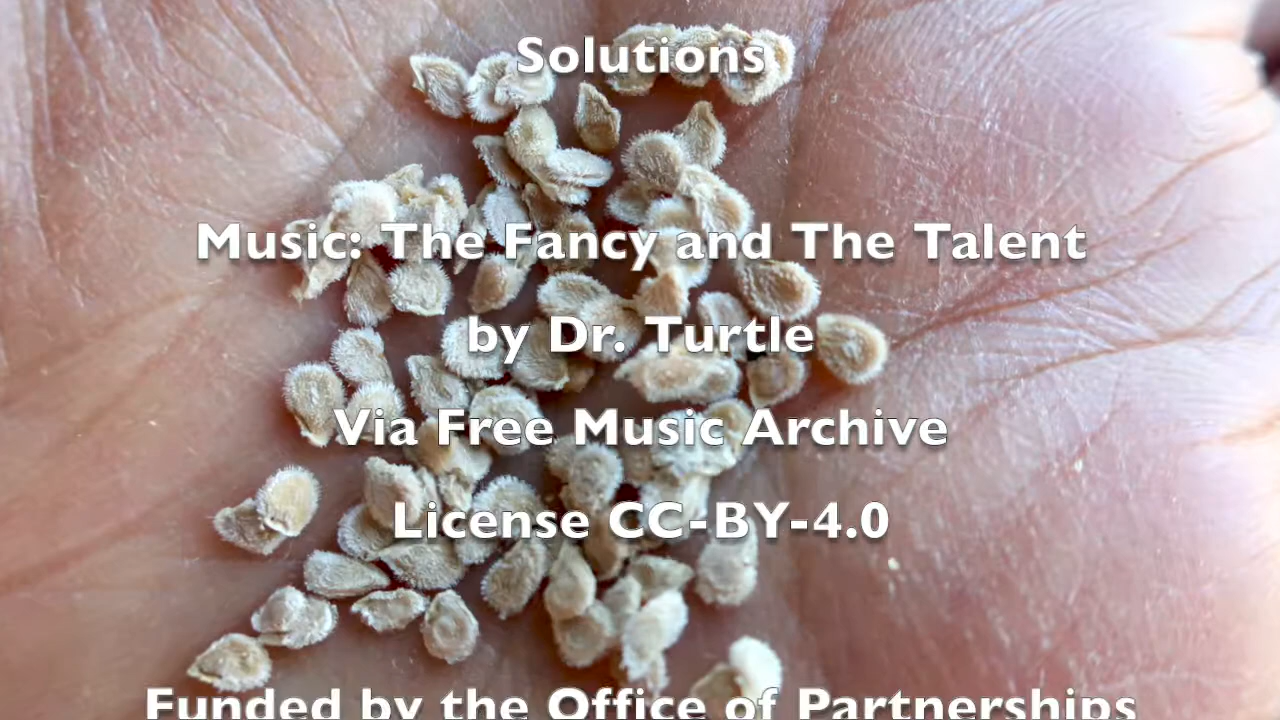 Solutions
Music: The Fancy and The Talent
by Dr. Turtle
Via Free Music Archive
License CC-BY-4.0
Funded by the Office of Partnerships